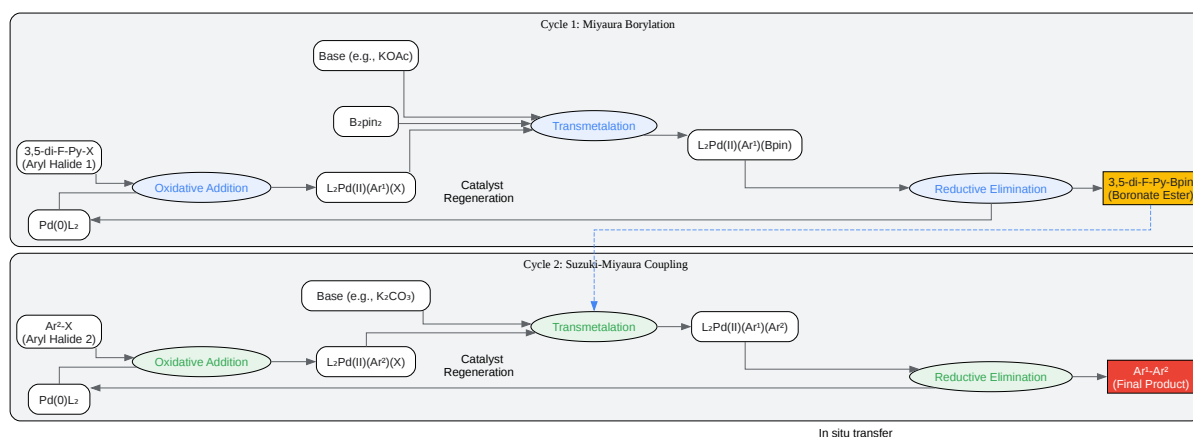 Cycle 1: Miyaura Borylation
Base (e.g., KOAc)
B₂pin₂
Transmetalation
L₂Pd(II)(Ar¹)(Bpin)
3,5-di-F-Py-X
(Aryl Halide 1)
Oxidative Addition
L₂Pd(II)(Ar¹)(X)
Catalyst
Regeneration
Reductive Elimination
3,5-di-F-Py-Bpin
(Boronate Ester)
Pd(0)L₂
Cycle 2: Suzuki-Miyaura Coupling
Base (e.g., K₂CO₃)
Transmetalation
L₂Pd(II)(Ar¹)(Ar²)
Ar²-X
(Aryl Halide 2)
Oxidative Addition
L₂Pd(II)(Ar²)(X)
Catalyst
Regeneration
Reductive Elimination
Ar¹-Ar²
(Final Product)
Pd(0)L₂
In situ transfer